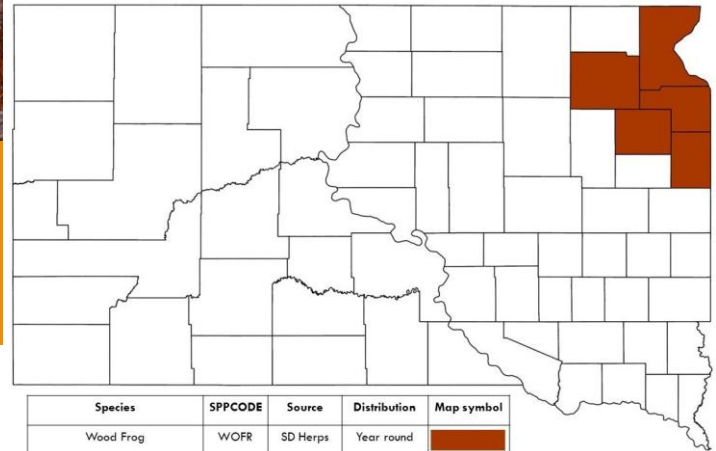 Species SPPCODE Source Distribution Map symbol
Wood Frog WOFR SD Herps Year round